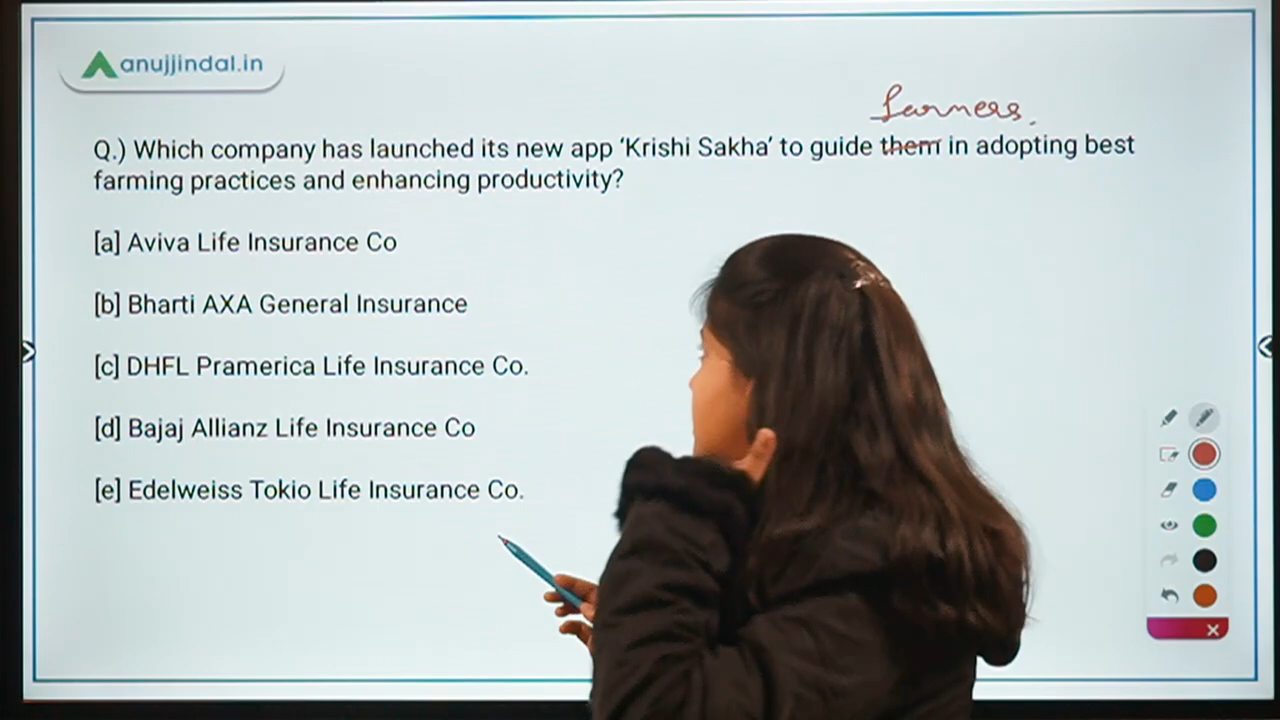 anujjindal.in
farmers.
Q.) Which company has launched its new app ‘Krishi Sakha’ to guide them in adopting best
farming practices and enhancing productivity?
[a] Aviva Life Insurance Co
[b] Bharti AXA General Insurance
[c] DHFL Pramerica Life Insurance Co.
[d] Bajaj Allianz Life Insurance Co
[e] Edelweiss Tokio Life Insurance Co.